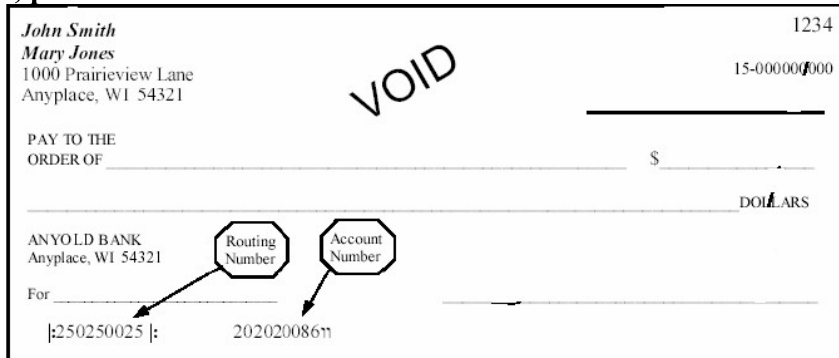 John Smith
1234
Mary Jones
1000 Prairieview Lane
15-000000/000
Anyplace, WI 54321
VOID
PAY TO THE
ORDER OF
$
DOLLARS
ANYOLD BANK
Anyplace, WI 54321
Routing
Number
Account
Number
For
|:250250025 |:
202020086